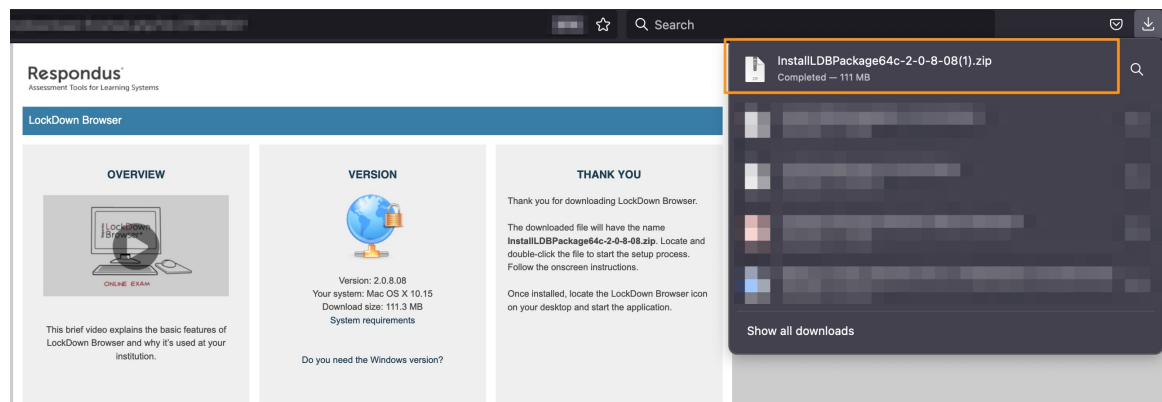 Search
InstallLDBPackage64c-2-0-8-08(1).zip
Completed — 111 MB
ZIP
Show all downloads
Respondus®
Assessment Tools for Learning Systems
LockDown Browser
OVERVIEW
LockDown
Browser
ONLINE EXAM
This brief video explains the basic features of
LockDown Browser and why it's used at your
institution.
VERSION
Version: 2.0.8.08
Your system: Mac OS X 10.15
Download size: 111.3 MB
System requirements
Do you need the Windows version?
THANK YOU
Thank you for downloading LockDown Browser.
The downloaded file will have the name
InstallLDBPackage64c-2-0-8-08.zip. Locate and
double-click the file to start the setup process.
Follow the onscreen instructions.
Once installed, locate the LockDown Browser icon
on your desktop and start the application.